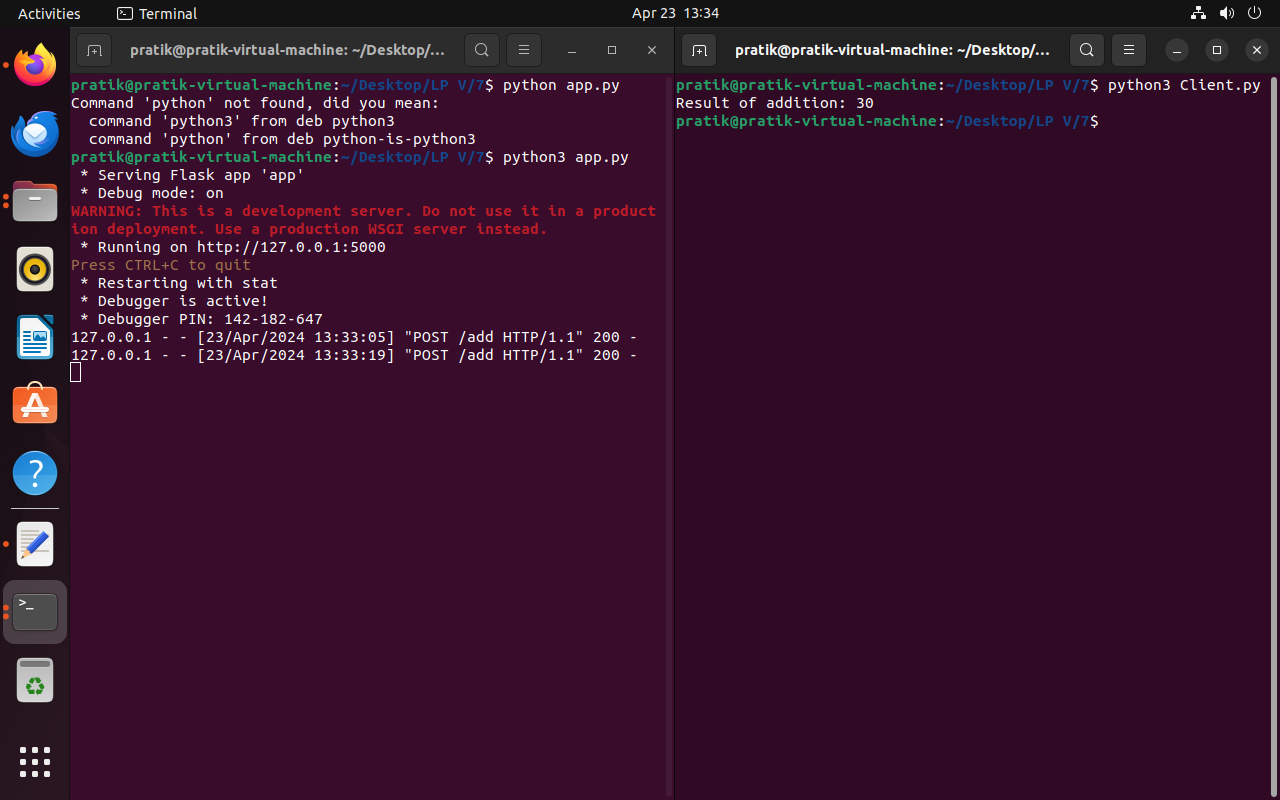 Activities Terminal Apr 23 13:34
pratik@pratik-virtual-machine: ~/Desktop/...
pratik@pratik-virtual-machine:~/Desktop/LP V/7$ python app.py
Command 'python' not found, did you mean:
  command 'python3' from deb python3
  command 'python' from deb python-is-python3
pratik@pratik-virtual-machine:~/Desktop/LP V/7$ python3 app.py
 * Serving Flask app 'app'
 * Debug mode: on
WARNING: This is a development server. Do not use it in a product
ion deployment. Use a production WSGI server instead.
 * Running on http://127.0.0.1:5000
Press CTRL+C to quit
 * Restarting with stat
 * Debugger is active!
 * Debugger PIN: 142-182-647
127.0.0.1 - - [23/Apr/2024 13:33:05] "POST /add HTTP/1.1" 200 -
127.0.0.1 - - [23/Apr/2024 13:33:19] "POST /add HTTP/1.1" 200 -
pratik@pratik-virtual-machine: ~/Desktop/...
pratik@pratik-virtual-machine:~/Desktop/LP V/7$ python3 Client.py
Result of addition: 30
pratik@pratik-virtual-machine:~/Desktop/LP V/7$